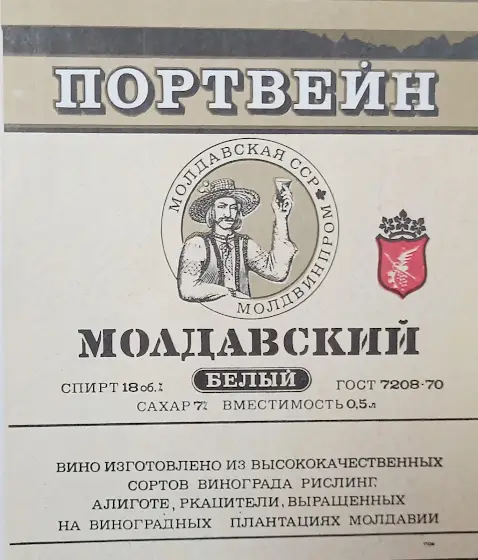 ПОРТВЕЙН
МОЛДАВСКАЯ ССР
МОЛДВИНПРОМ
МОЛДАВСКИЙ
БЕЛЫЙ
СПИРТ 18 об.% ГОСТ 7208-70
САХАР 7% ВМЕСТИМОСТЬ 0,5 л
ВИНО ИЗГОТОВЛЕНО ИЗ ВЫСОКОКАЧЕСТВЕННЫХ
СОРТОВ ВИНОГРАДА РИСЛИНГ,
АЛИГОТЕ, РКАЦИТЕЛИ, ВЫРАЩЕННЫХ
НА ВИНОГРАДНЫХ ПЛАНТАЦИЯХ МОЛДАВИИ